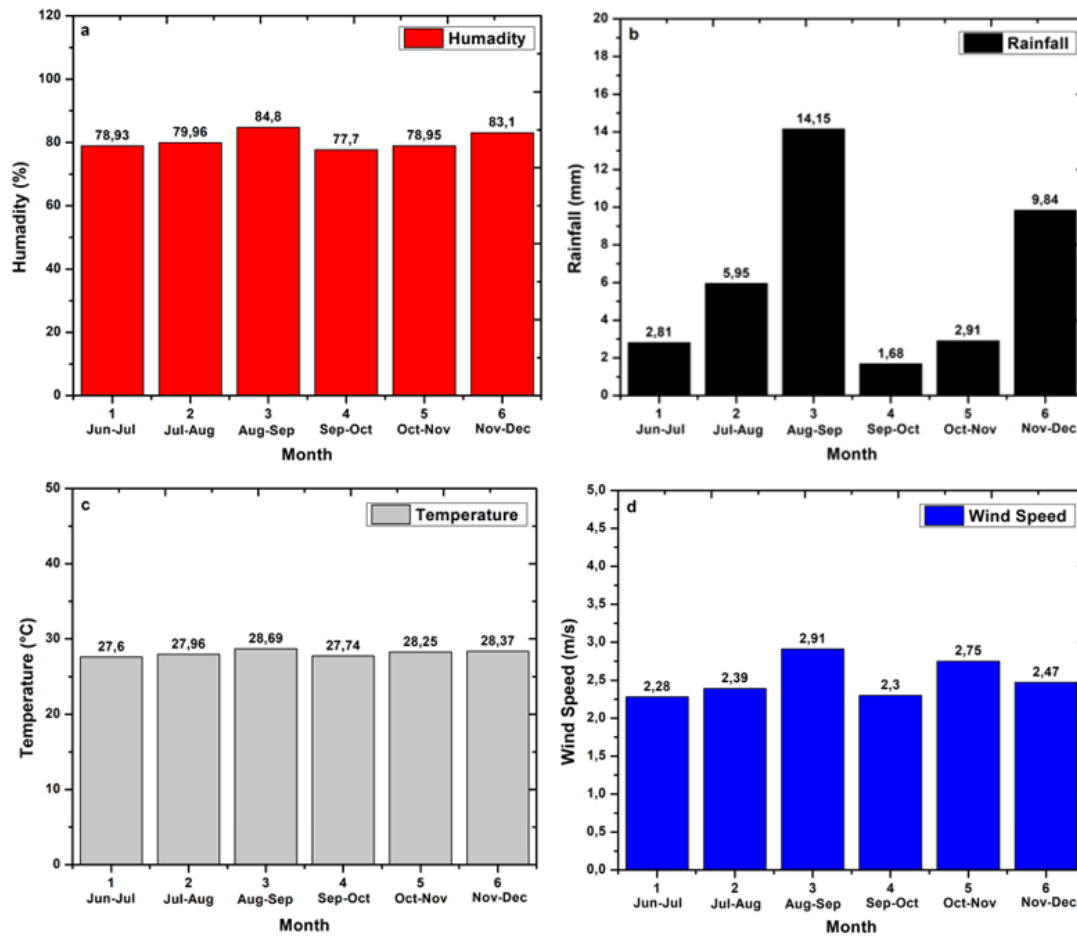 a
Humadity
120
100
80
60
40
20
0
Humadity (%)
78,93
79,96
84,8
77,7
78,95
83,1
1 2 3 4 5 6
Jun-Jul Jul-Aug Aug-Sep Sep-Oct Oct-Nov Nov-Dec
Month
b
Rainfall
20
18
16
14
12
10
8
6
4
2
0
Rainfall (mm)
2,81
5,95
14,15
1,68
2,91
9,84
1 2 3 4 5 6
Jun-Jul Jul-Aug Aug-Sep Sep-Oct Oct-Nov Nov-Dec
Month
c
Temperature
50
40
30
20
10
0
Temperature (°C)
27,6
27,96
28,69
27,74
28,25
28,37
1 2 3 4 5 6
Jun-Jul Jul-Aug Aug-Sep Sep-Oct Oct-Nov Nov-Dec
Month
d
Wind Speed
5,0
4,5
4,0
3,5
3,0
2,5
2,0
1,5
1,0
0,5
0,0
Wind Speed (m/s)
2,28
2,39
2,91
2,3
2,75
2,47
1 2 3 4 5 6
Jun-Jul Jul-Aug Aug-Sep Sep-Oct Oct-Nov Nov-Dec
Month